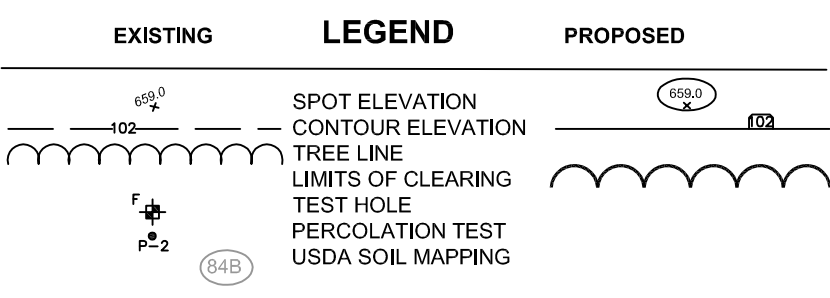 EXISTING LEGEND PROPOSED
659.0 SPOT ELEVATION 659.0
102 CONTOUR ELEVATION 102
TREE LINE
LIMITS OF CLEARING
F TEST HOLE
P-2 PERCOLATION TEST
84B USDA SOIL MAPPING